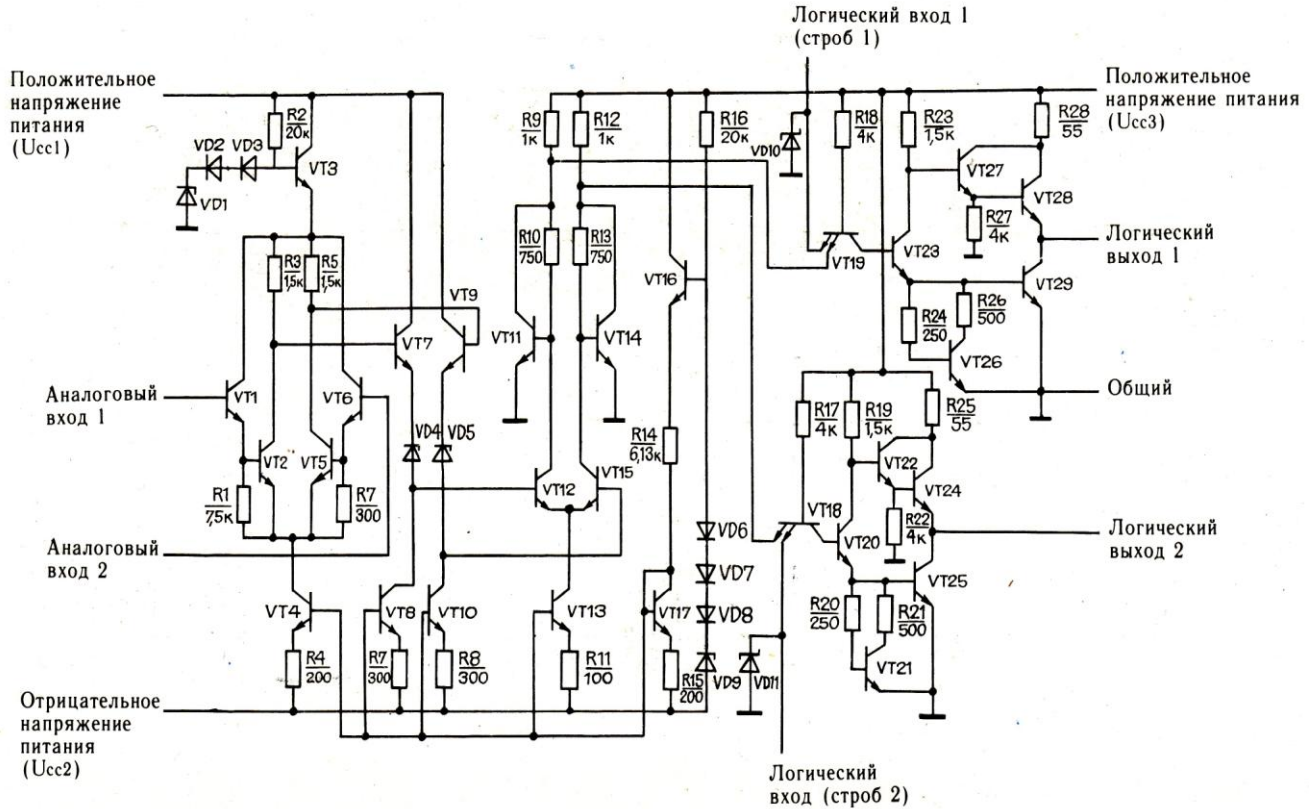 Логический вход 1
(строб 1)
Положительное
напряжение
питания
(Ucc1)
Положительное
напряжение питания
(Ucc3)
R2
20к
VD2
VD3
VT3
VD1
R9
1к
R12
1к
R16
20к
VD10
R18
4к
R23
1,5к
R28
55
VT27
VT28
R27
4к
Логический
выход 1
R3
1,5к
R5
1,5к
VT9
R10
750
R13
750
VT16
VT19
VT23
VT29
R24
250
R26
500
VT26
VT7
VT11
VT14
Общий
Аналоговый
вход 1
VT1
VT6
VT2
VT5
VD4
VD5
R14
6,13к
R17
4к
R19
1,5к
R25
55
VT22
VT24
R1
7,5к
R7
300
VT12
VT15
VT18
R22
4к
VD6
Логический
выход 2
Аналоговый
вход 2
VT20
VD7
VT25
VT4
VT8
VT10
VT13
VT17
VD8
R20
250
R21
500
VT21
R4
200
R7
300
R8
300
R11
100
R15
200
VD9
VD11
Отрицательное
напряжение
питания
(Ucc2)
Логический
вход (строб 2)